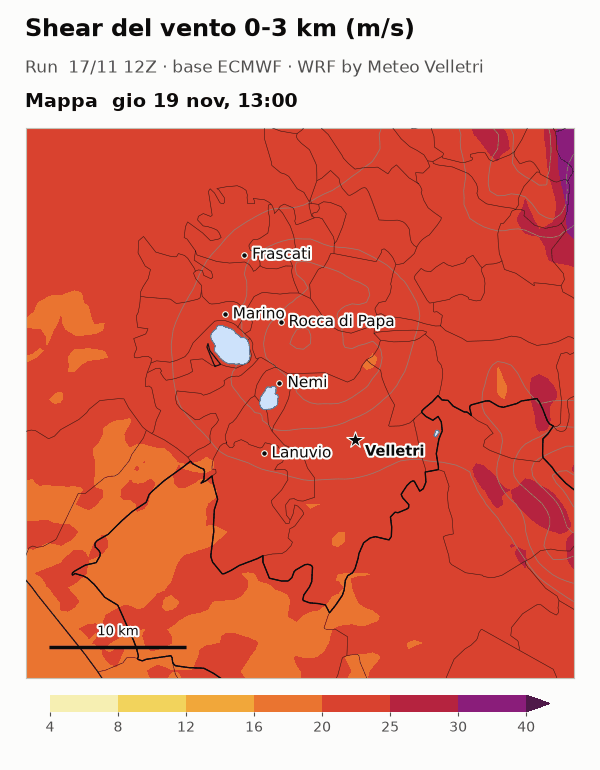 Shear del vento 0-3 km (m/s)
Run  17/11 12Z · base ECMWF · WRF by Meteo Velletri
Mappa  gio 19 nov, 13:00
Frascati
Marino
Rocca di Papa
Nemi
Velletri
Lanuvio
10 km
4 8 12 16 20 25 30 40